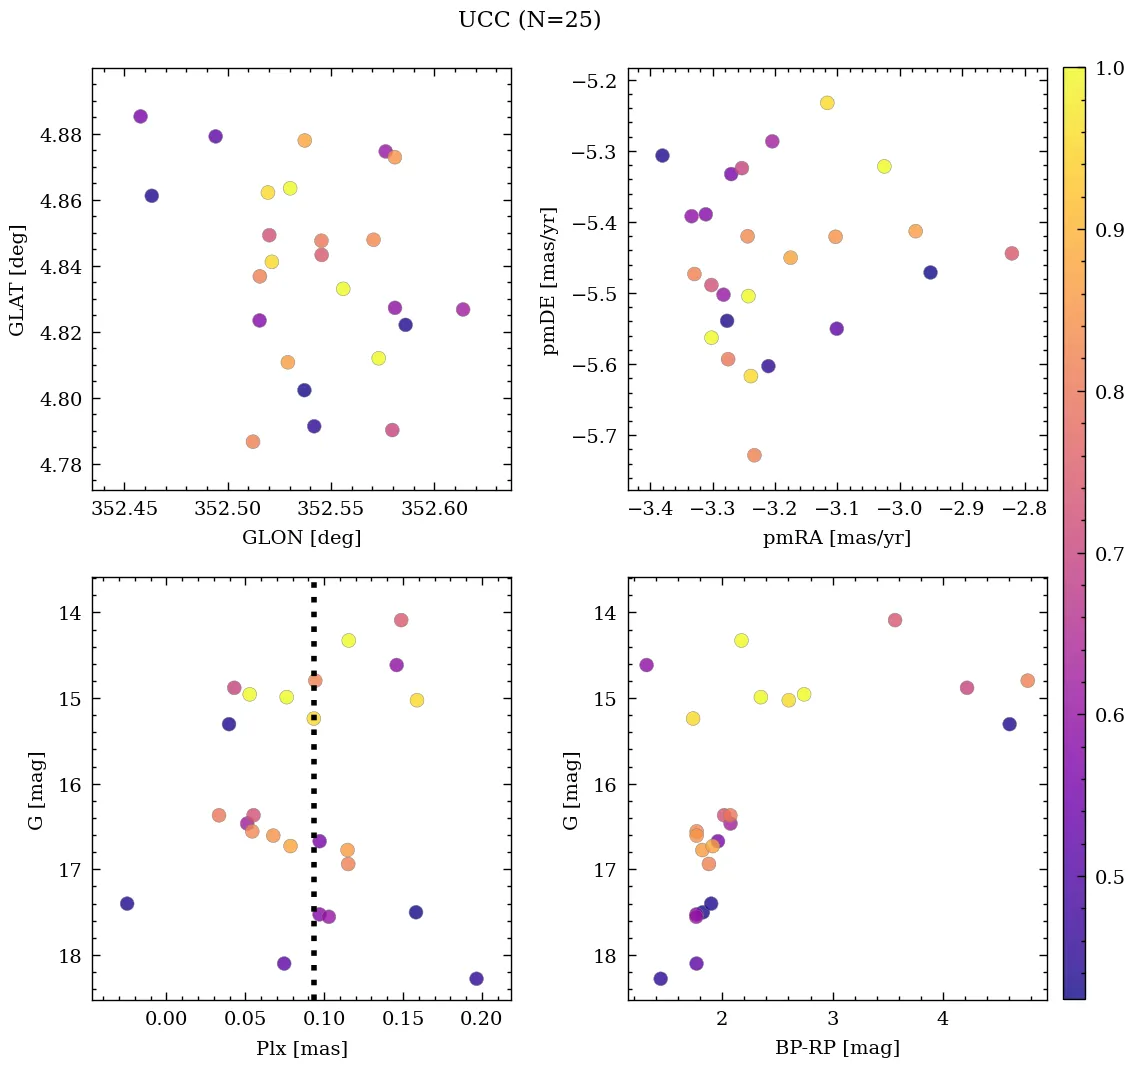 UCC (N=25)
4.88
4.86
4.84
4.82
4.80
4.78
GLAT [deg]
352.45 352.50 352.55 352.60
GLON [deg]
−5.2
−5.3
−5.4
−5.5
−5.6
−5.7
pmDE [mas/yr]
−3.4 −3.3 −3.2 −3.1 −3.0 −2.9 −2.8
pmRA [mas/yr]
1.0
0.9
0.8
0.7
0.6
0.5
14
15
16
17
18
G [mag]
0.00 0.05 0.10 0.15 0.20
Plx [mas]
14
15
16
17
18
G [mag]
2 3 4
BP-RP [mag]